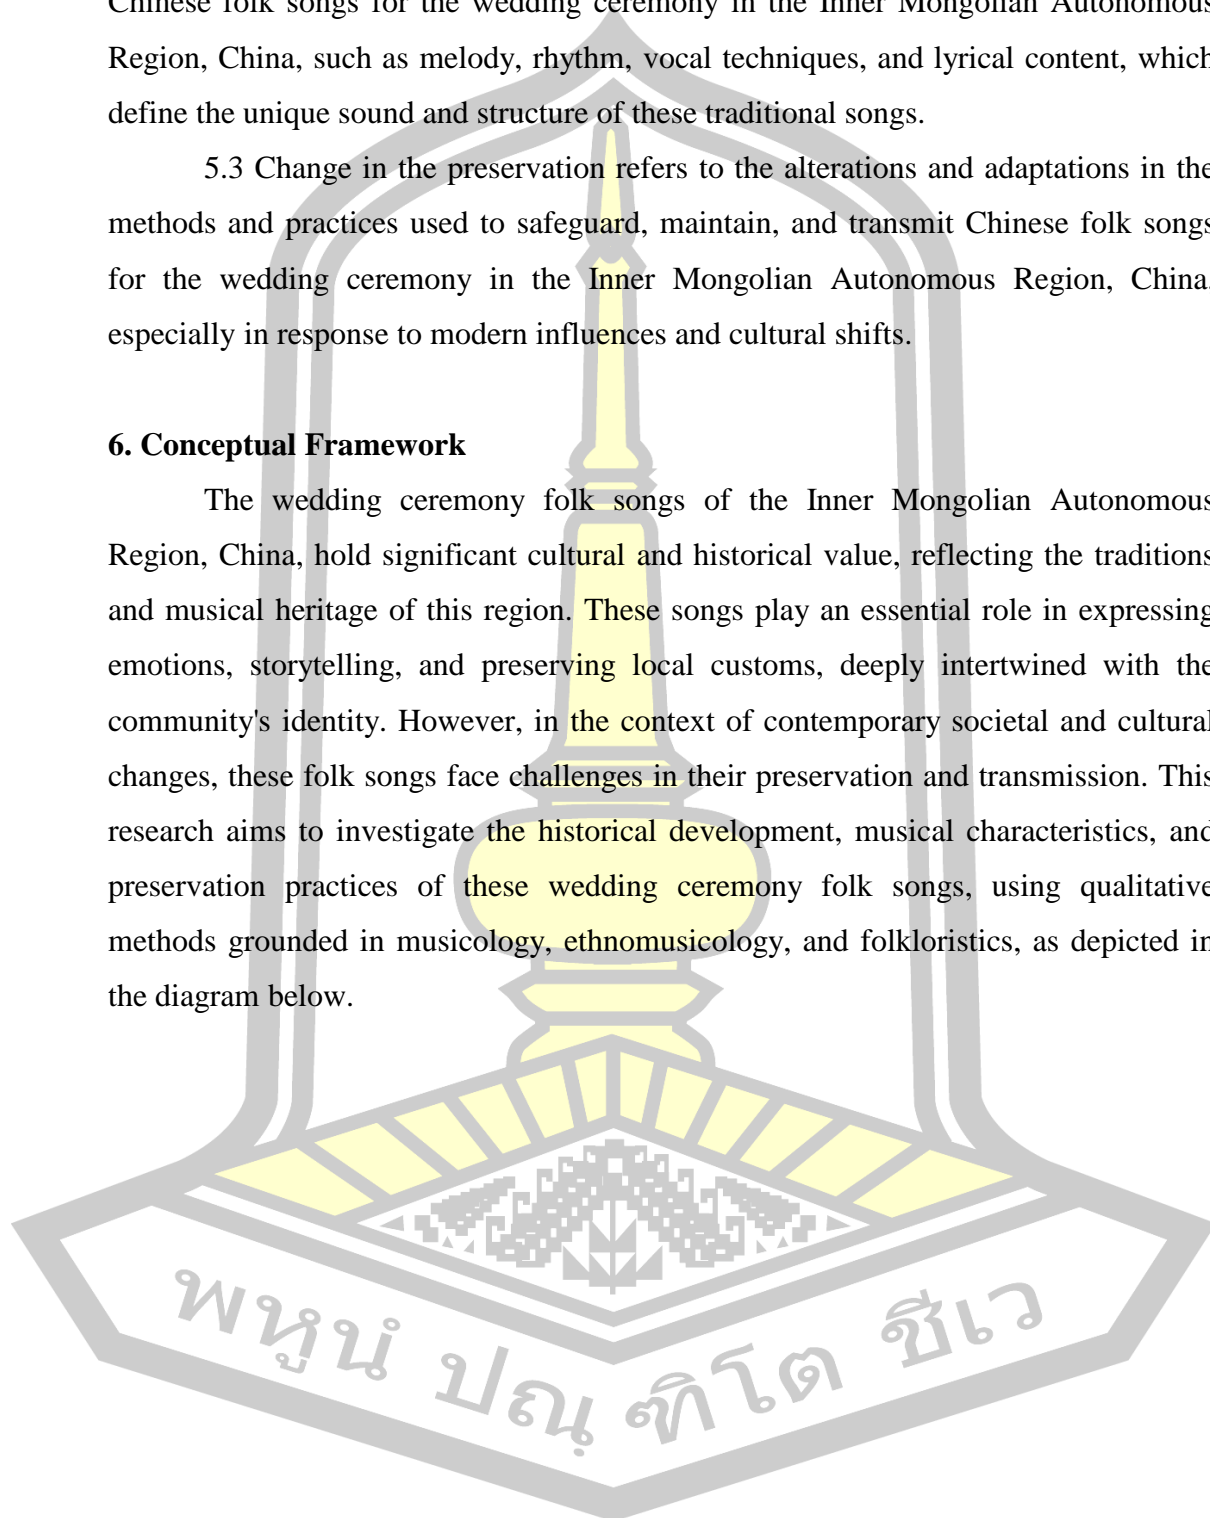 Chinese folk songs for the wedding ceremony in the Inner Mongolian Autonomous
Region, China, such as melody, rhythm, vocal techniques, and lyrical content, which
define the unique sound and structure of these traditional songs.
5.3 Change in the preservation refers to the alterations and adaptations in the
methods and practices used to safeguard, maintain, and transmit Chinese folk songs
for the wedding ceremony in the Inner Mongolian Autonomous Region, China,
especially in response to modern influences and cultural shifts.
6. Conceptual Framework
The wedding ceremony folk songs of the Inner Mongolian Autonomous
Region, China, hold significant cultural and historical value, reflecting the traditions
and musical heritage of this region. These songs play an essential role in expressing
emotions, storytelling, and preserving local customs, deeply intertwined with the
community's identity. However, in the context of contemporary societal and cultural
changes, these folk songs face challenges in their preservation and transmission. This
research aims to investigate the historical development, musical characteristics, and
preservation practices of these wedding ceremony folk songs, using qualitative
methods grounded in musicology, ethnomusicology, and folkloristics, as depicted in
the diagram below.
พหูนํ ปณฺฑิโต ชีเว